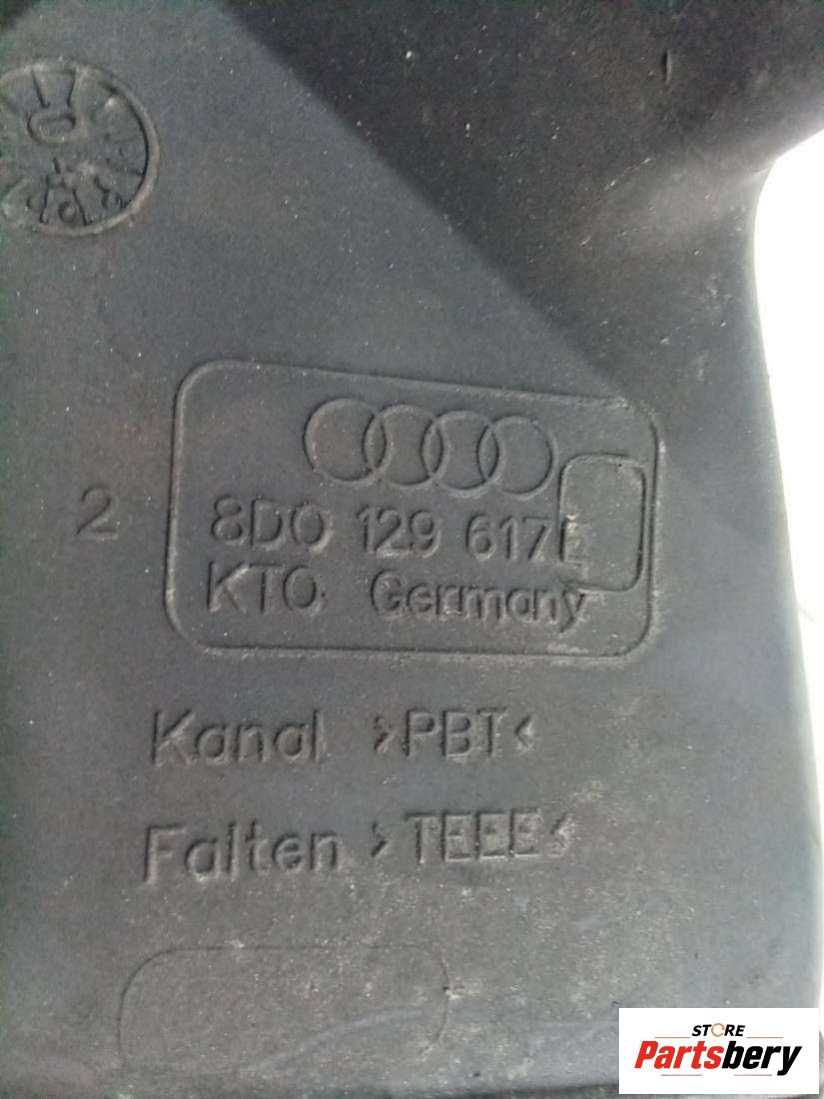 8D0 129 617
2
KTO Germany
Kanal >PBT<
Falten >TEEE<
STORE
Partsbery